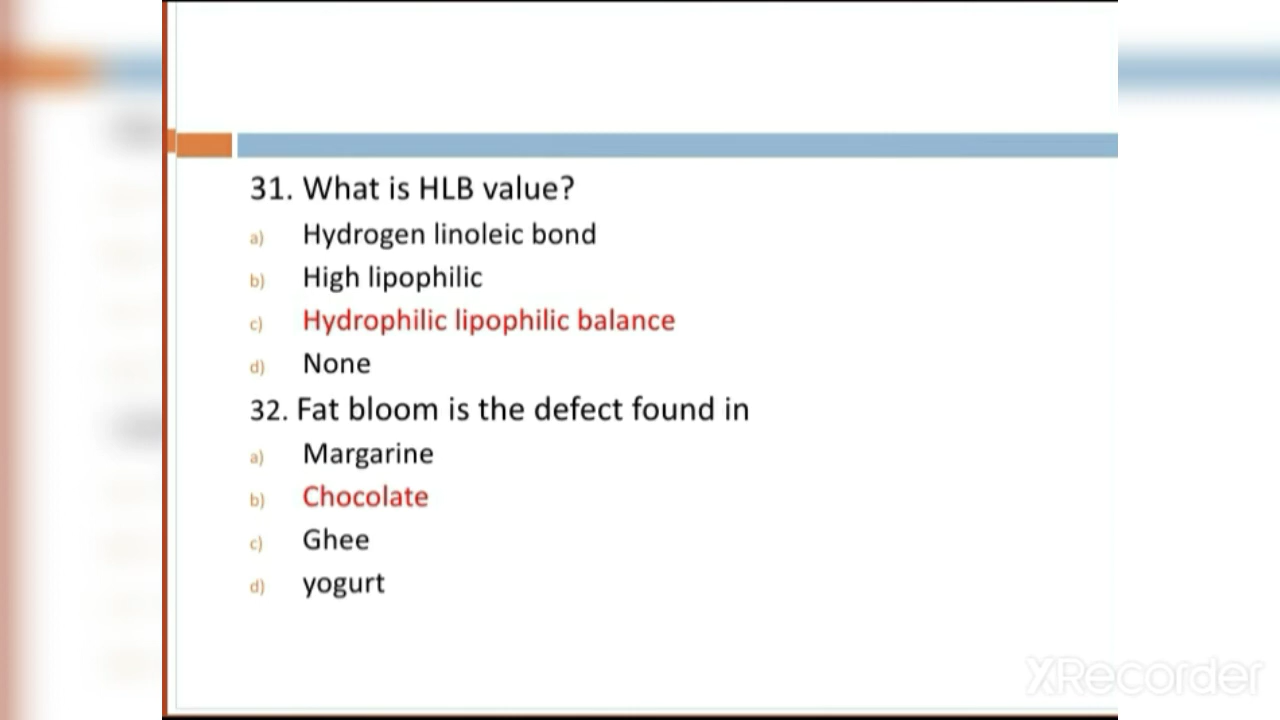 31. What is HLB value?
a) Hydrogen linoleic bond
b) High lipophilic
c) Hydrophilic lipophilic balance
d) None
32. Fat bloom is the defect found in
a) Margarine
b) Chocolate
c) Ghee
d) yogurt
XRecorder